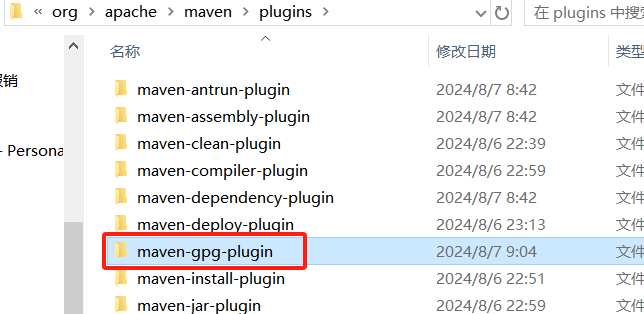 « org › apache › maven › plugins ›
在 plugins 中搜
名称 修改日期 类型
报销
maven-antrun-plugin 2024/8/7 8:42 文件
maven-assembly-plugin 2024/8/7 8:42 文件
maven-clean-plugin 2024/8/6 22:39 文件
- Persona
maven-compiler-plugin 2024/8/6 22:59 文件
maven-dependency-plugin 2024/8/7 8:42 文件
maven-deploy-plugin 2024/8/6 23:13 文件
maven-gpg-plugin 2024/8/7 9:04 文件
maven-install-plugin 2024/8/6 22:51 文件
maven-jar-plugin 2024/8/6 22:59 文件